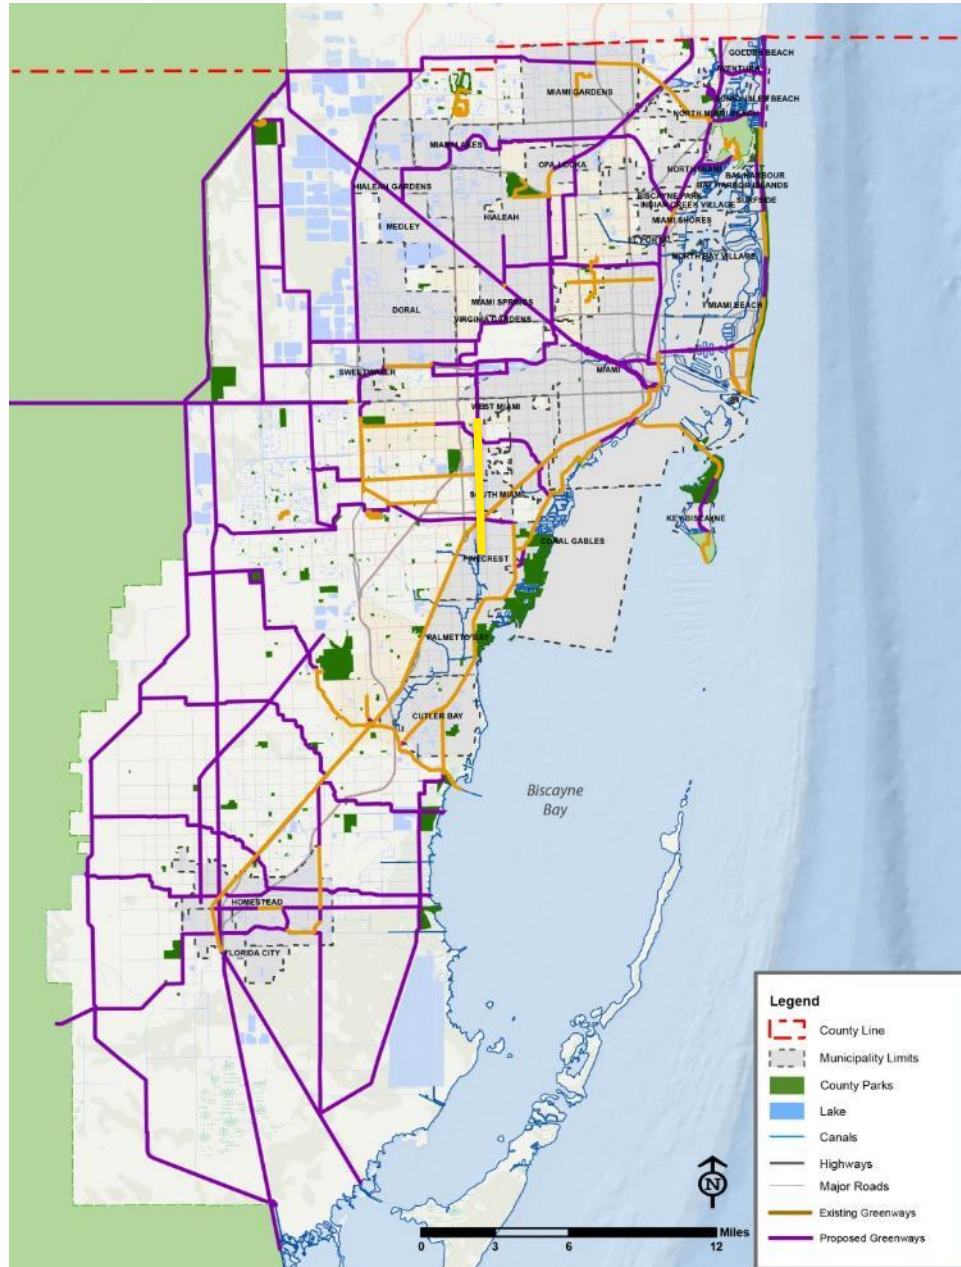 GOLDEN BEACH
AVENTURA
SUNNY ISLES BEACH
MIAMI GARDENS
NORTH MIAMI BEACH
MIAMI LAKES
OPA-LOCKA
NORTH MIAMI
BAL HARBOUR
HIALEAH GARDENS
BAY HARBOUR ISLANDS
BISCAYNE PARK
SURFSIDE
INDIAN CREEK VILLAGE
HIALEAH
MIAMI SHORES
MEDLEY
EL PORTAL
NORTH BAY VILLAGE
MIAMI SPRINGS
MIAMI BEACH
DORAL
VIRGINIA GARDENS
SWEETWATER
MIAMI
WEST MIAMI
SOUTH MIAMI
KEY BISCAYNE
CORAL GABLES
PINECREST
PALMETTO BAY
CUTLER BAY
Biscayne
Bay
HOMESTEAD
FLORIDA CITY
Legend
County Line
Municipality Limits
County Parks
Lake
Canals
Highways
Major Roads
Existing Greenways
Proposed Greenways
N
Miles
0 3 6 12